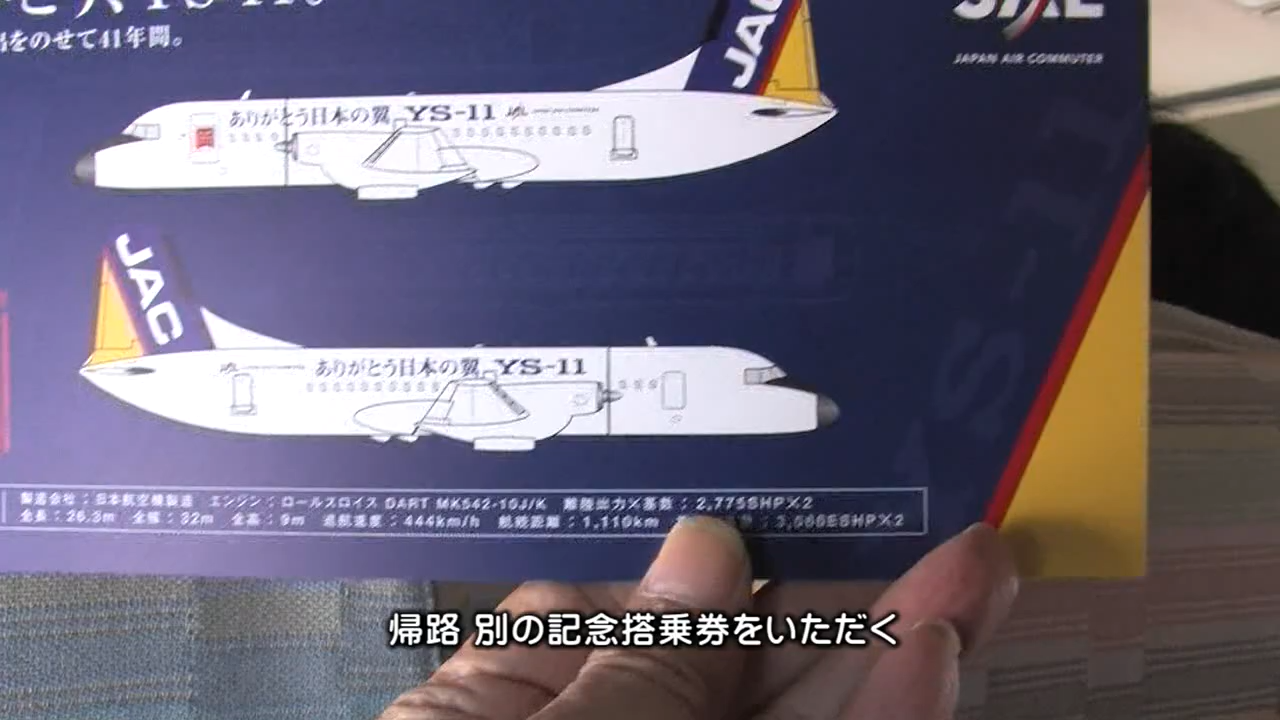 YS-11。
をのせて41年間。
JAL
JAPAN AIR COMMUTER
JAC
ありがとう日本の翼 YS-11 JAL
JAC
ありがとう日本の翼 YS-11
製造会社：日本航空機製造 エンジン：ロールスロイス DART MK542-10J/K 離陸出力×基数：2,775SHP×2
全長：26.3m 全幅：32m 全高：9m 巡航速度：444km/h 航続距離：1,110km
帰路 別の記念搭乗券をいただく